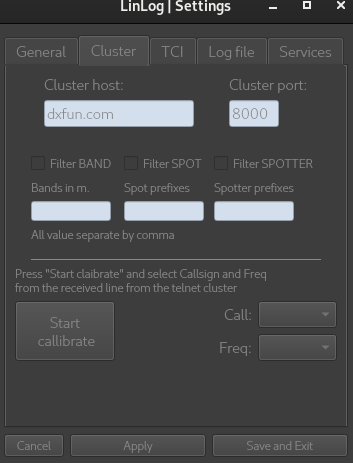 LinLog | Settings
General Cluster TCI Log file Services
Cluster host: Cluster port:
dxfun.com 8000
Filter BAND Filter SPOT Filter SPOTTER
Bands in m. Spot prefixes Spotter prefixes
All value separate by comma
Press "Start claibrate" and select Callsign and Freq
from the received line from the telnet cluster
Start
callibrate
Call:
Freq:
Cancel Apply Save and Exit